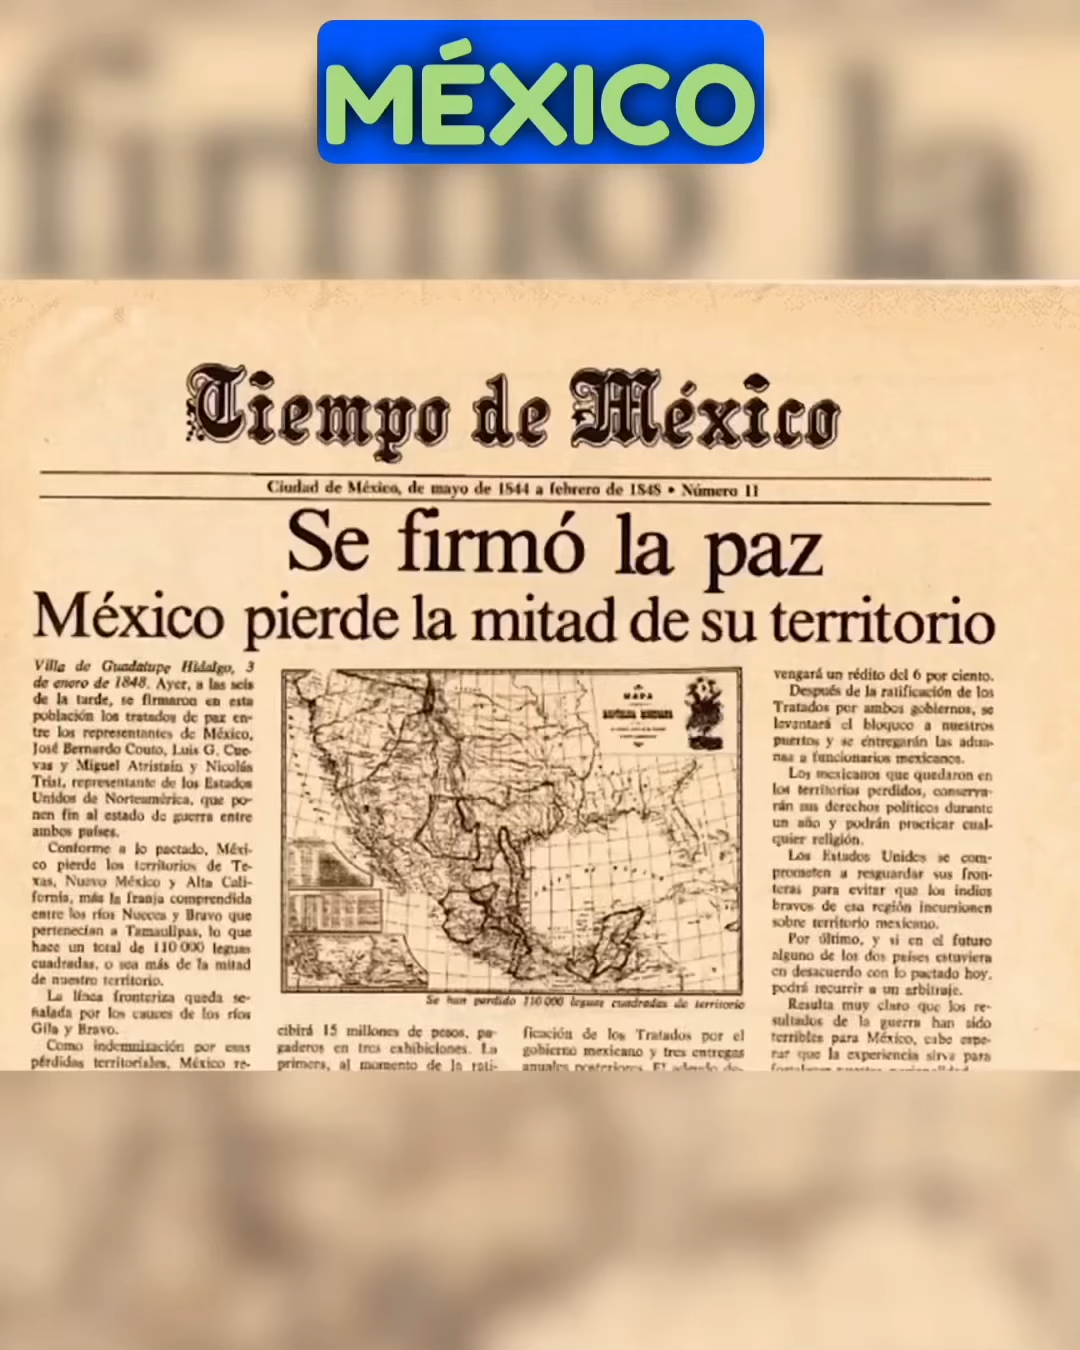 MÉXICO
Tiempo de México
Ciudad de México, de mayo de 1844 a febrero de 1848 • Número 11
Se firmó la paz
México pierde la mitad de su territorio
Villa de Guadalupe Hidalgo, 3
de enero de 1848. Ayer, a las seis
de la tarde, se firmaron en esta
población los tratados de paz en-
tre los representantes de México,
José Bernardo Couto, Luis G. Cue-
vas y Miguel Atristain y Nicolás
Trist, representante de los Estados
Unidos de Norteamérica, que po-
nen fin al estado de guerra entre
ambos países.
Conforme a lo pactado, Méxi-
co pierde los territorios de Te-
xas, Nuevo México y Alta Cali-
fornia, más la franja comprendida
entre los ríos Nueces y Bravo que
pertenecían a Tamaulipas, lo que
hace un total de 110 000 leguas
cuadradas, o sea más de la mitad
de nuestro territorio.
La línea fronteriza queda se-
ñalada por los cauces de los ríos
Gila y Bravo.
Como indemnización por esas
pérdidas territoriales, México re-
MAPA
Se han perdido 110 000 leguas cuadradas de territorio
cibirá 15 millones de pesos, pa-
gaderos en tres exhibiciones. La
primera, al momento de la rati-
ficación de los Tratados por el
gobierno mexicano y tres entregas
anuales posteriores. El
vengará un rédito del 6 por ciento.
Después de la ratificación de los
Tratados por ambos gobiernos, se
levantará el bloqueo a nuestros
puertos y se entregarán las adua-
nas a funcionarios mexicanos.
Los mexicanos que quedaron en
los territorios perdidos, conserva-
rán sus derechos políticos durante
un año y podrán practicar cual-
quier religión.
Los Estados Unidos se com-
prometen a resguardar sus fron-
teras para evitar que los indios
bravos de esa región incursionen
sobre territorio mexicano.
Por último, y si en el futuro
alguno de los dos países estuviera
en desacuerdo con lo pactado hoy,
podrá recurrir a un arbitraje.
Resulta muy claro que los re-
sultados de la guerra han sido
terribles para México, cabe espe-
rar que la experiencia sirva para